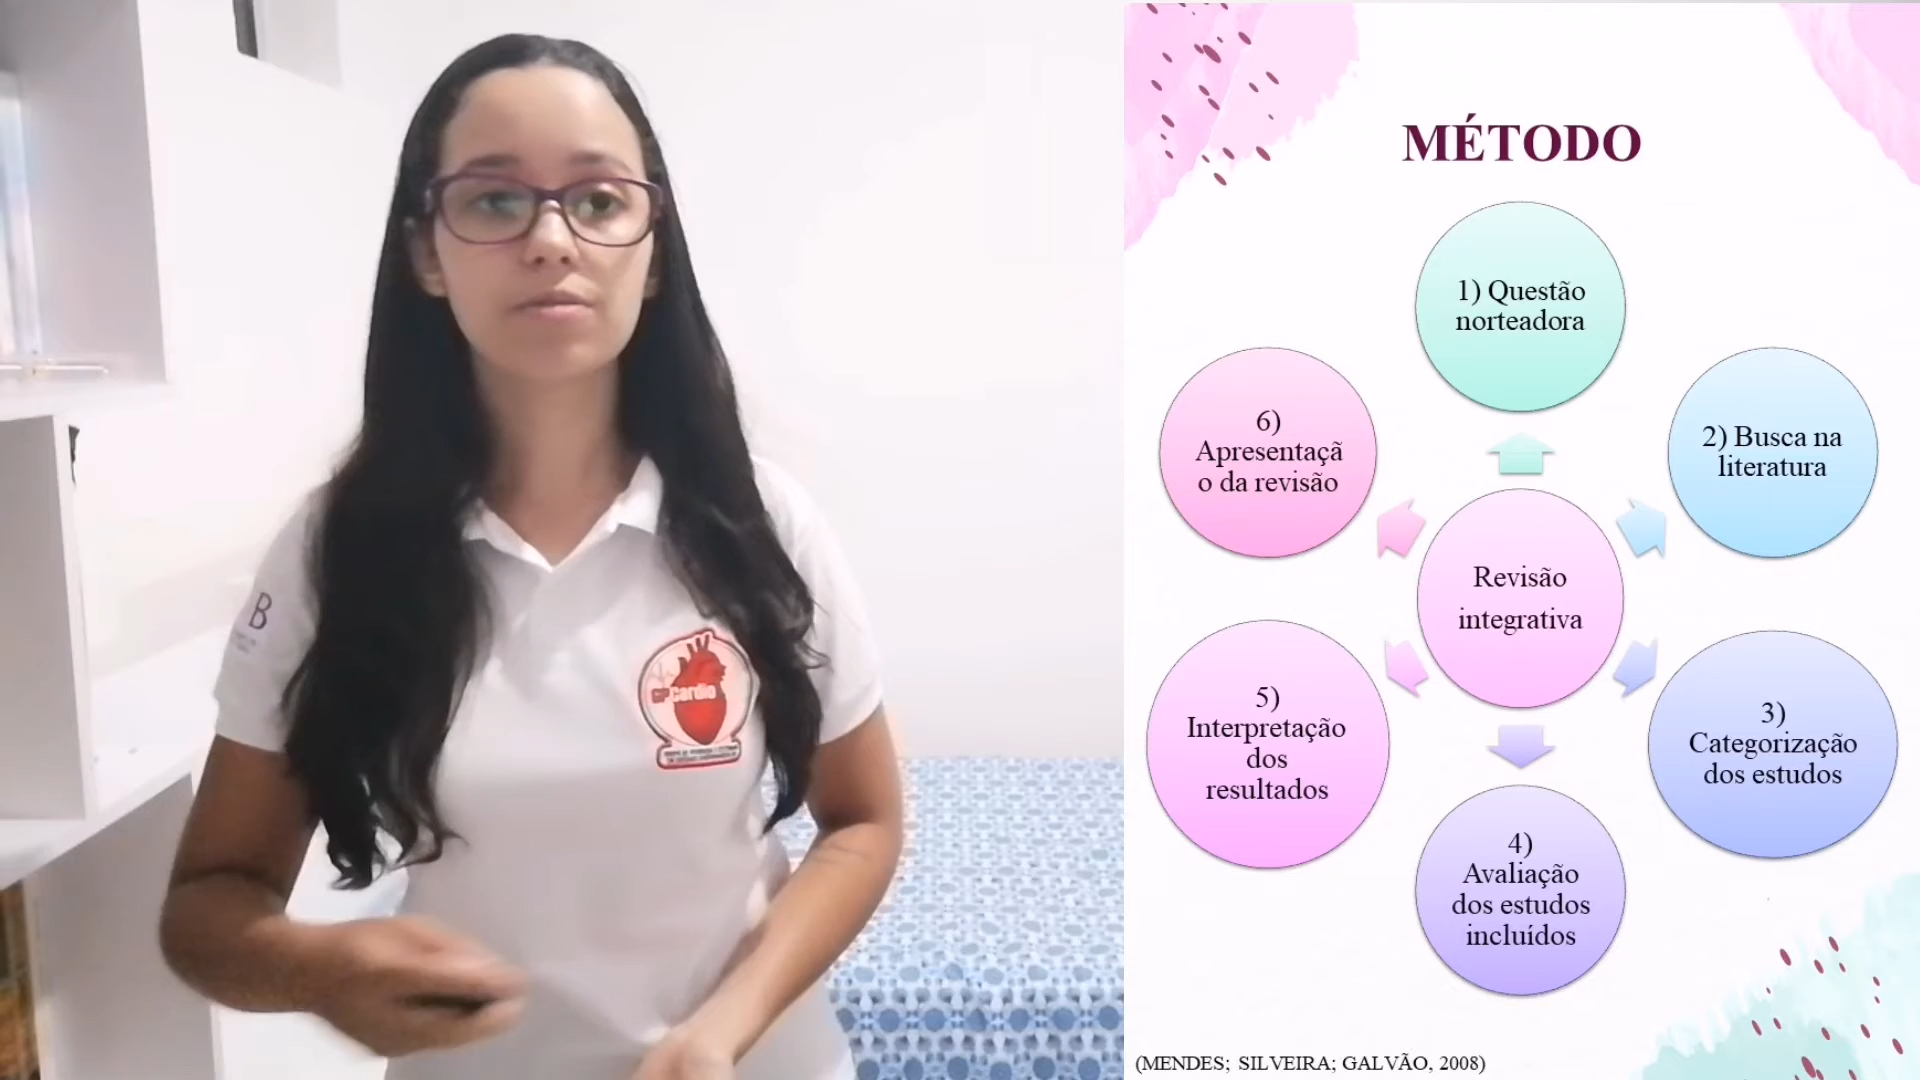 B
GPCardio
MÉTODO
1) Questão
norteadora
2) Busca na
literatura
3)
Categorização
dos estudos
4)
Avaliação
dos estudos
incluídos
5)
Interpretação
dos
resultados
6)
Apresentaçã
o da revisão
Revisão
integrativa
(MENDES; SILVEIRA; GALVÃO, 2008)